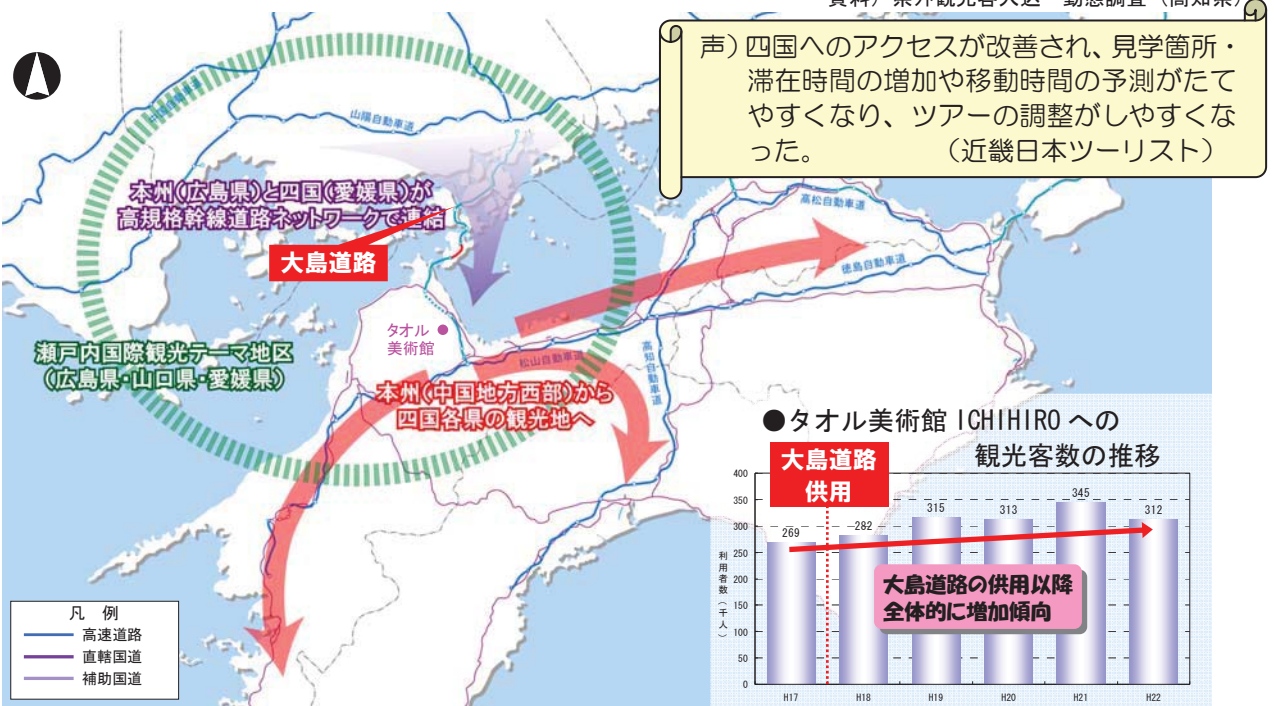 資料）県外観光客入込・動態調査（高知県）
声）四国へのアクセスが改善され、見学箇所・
滞在時間の増加や移動時間の予測がたて
やすくなり、ツアーの調整がしやすくな
った。　　　　（近畿日本ツーリスト）
中国自動車道
山陽自動車道
本州(広島県)と四国(愛媛県)が
高規格幹線道路ネットワークで連結
大島道路
高松自動車道
徳島自動車道
タオル
美術館
瀬戸内国際観光テーマ地区
(広島県・山口県・愛媛県)
松山自動車道
高知自動車道
本州(中国地方西部)から
四国各県の観光地へ
●タオル美術館 ICHIHIRO への
観光客数の推移
大島道路
供用
利用者数（千人）
400
350
300
250
200
150
100
50
0
269
282
315
313
345
312
大島道路の供用以降
全体的に増加傾向
H17
H18
H19
H20
H21
H22
凡　例
高速道路
直轄国道
補助国道